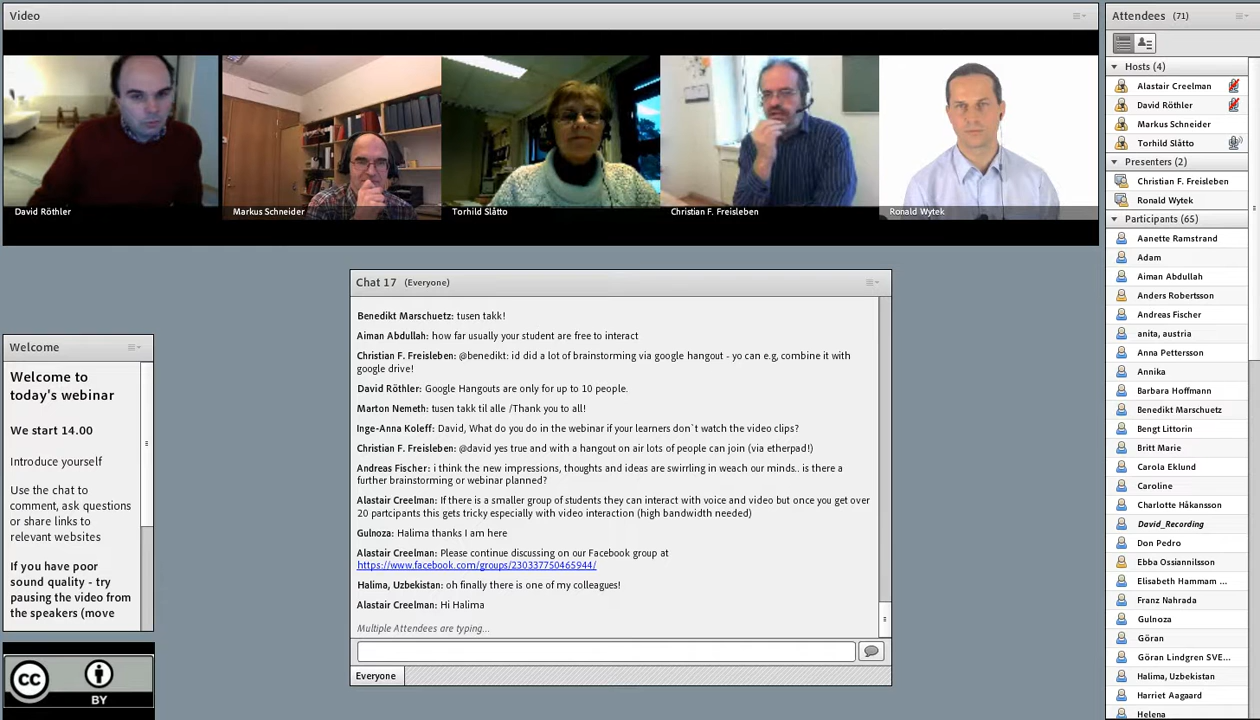 Video
David Röthler
Markus Schneider
Torhild Slåtto
Christian F. Freisleben
Ronald Wytek
Welcome
Welcome to
today's webinar
We start 14.00
Introduce yourself
Use the chat to
comment, ask questions
or share links to
relevant websites
If you have poor
sound quality - try
pausing the video from
the speakers (move
CC
BY
Chat 17 (Everyone)
Benedikt Marschuetz: tusen takk!
Aiman Abdullah: how far usually your student are free to interact
Christian F. Freisleben: @benedikt: id did a lot of brainstorming via google hangout - yo can e.g, combine it with
google drive!
David Röthler: Google Hangouts are only for up to 10 people.
Marton Nemeth: tusen takk til alle /Thank you to all!
Inge-Anna Koleff: David, What do you do in the webinar if your learners don`t watch the video clips?
Christian F. Freisleben: @david yes true and with a hangout on air lots of people can join (via etherpad!)
Andreas Fischer: i think the new impressions, thoughts and ideas are swirrling in weach our minds.. is there a
further brainstorming or webinar planned?
Alastair Creelman: If there is a smaller group of students they can interact with voice and video but once you get over
20 partcipants this gets tricky especially with video interaction (high bandwidth needed)
Gulnoza: Halima thanks I am here
Alastair Creelman: Please continue discussing on our Facebook group at
https://www.facebook.com/groups/230337750465944/
Halima, Uzbekistan: oh finally there is one of my colleagues!
Alastair Creelman: Hi Halima
Multiple Attendees are typing...
Everyone
Attendees (71)
Hosts (4)
Alastair Creelman
David Röthler
Markus Schneider
Torhild Slåtto
Presenters (2)
Christian F. Freisleben
Ronald Wytek
Participants (65)
Aanette Ramstrand
Adam
Aiman Abdullah
Anders Robertsson
Andreas Fischer
anita, austria
Anna Pettersson
Annika
Barbara Hoffmann
Benedikt Marschuetz
Bengt Littorin
Britt Marie
Carola Eklund
Caroline
Charlotte Håkansson
David_Recording
Don Pedro
Ebba Ossiannilsson
Elisabeth Hammam ...
Franz Nahrada
Gulnoza
Göran
Göran Lindgren SVE...
Halima, Uzbekistan
Harriet Aagaard
Helena